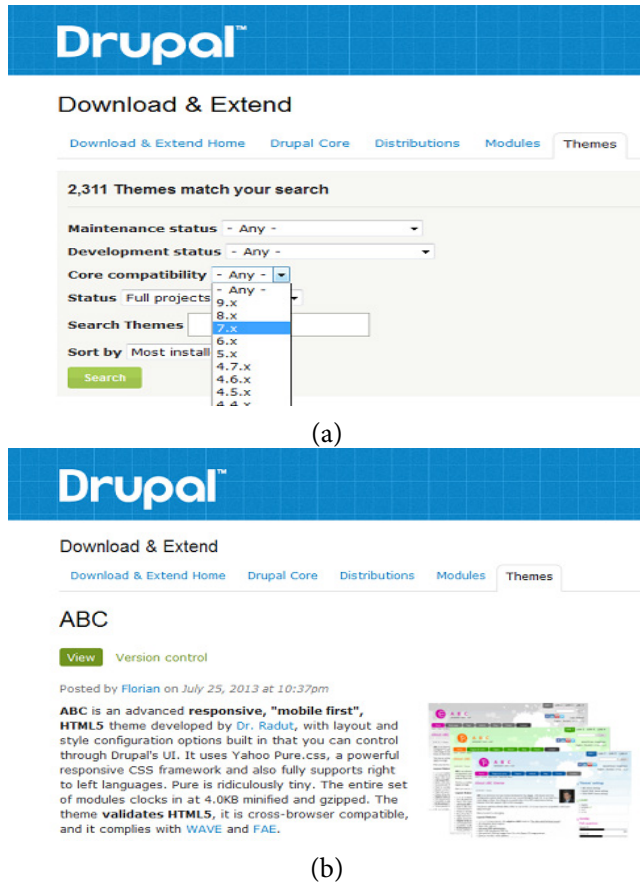 Drupal™
Download & Extend
Download & Extend Home Drupal Core Distributions Modules Themes
2,311 Themes match your search
Maintenance status - Any -
Development status - Any -
Core compatibility - Any -
- Any -
Status Full projects
9.x
8.x
Search Themes
7.x
6.x
Sort by Most install
5.x
4.7.x
Search
4.6.x
4.5.x
4.4.x
(a)
Drupal™
Download & Extend
Download & Extend Home Drupal Core Distributions Modules Themes
ABC
View Version control
Posted by Florian on July 25, 2013 at 10:37pm
ABC is an advanced responsive, "mobile first",
HTML5 theme developed by Dr. Radut, with layout and
style configuration options built in that you can control
through Drupal's UI. It uses Yahoo Pure.css, a powerful
responsive CSS framework and also fully supports right
to left languages. Pure is ridiculously tiny. The entire set
of modules clocks in at 4.0KB minified and gzipped. The
theme validates HTML5, it is cross-browser compatible,
and it complies with WAVE and FAE.
A B C
A B C
A B C
(b)